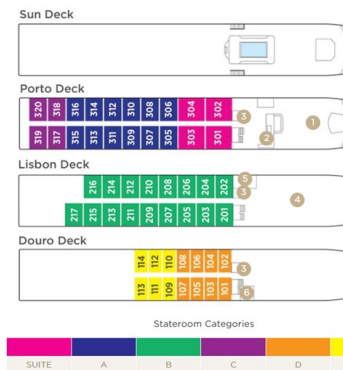 Sun Deck
Porto Deck
320 318 316 314 312 310 308 306 304 302
3
1
2
319 317 315 313 311 309 307 305 303 301
Lisbon Deck
216 214 212 210 208 206 204 202
5
3
4
217 215 213 211 209 207 205 203 201
Douro Deck
114 112 110 108 106 104 102
3
113 111 109 107 105 103 101
6
Stateroom Categories
SUITE A B C D